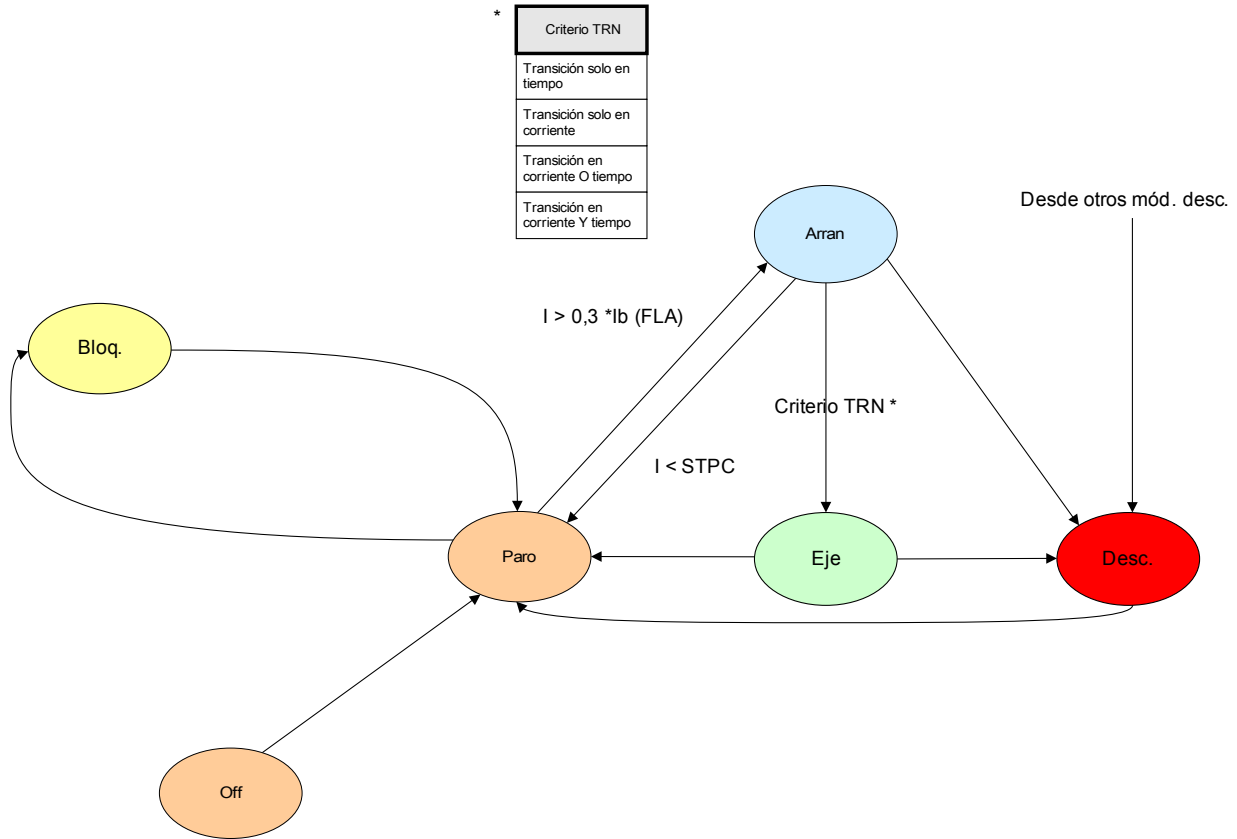 *
Criterio TRN
Transición solo en
tiempo
Transición solo en
corriente
Transición en
corriente O tiempo
Transición en
corriente Y tiempo
Desde otros mód. desc.
Arran
I > 0,3 *Ib (FLA)
Bloq.
Criterio TRN *
I < STPC
Paro
Eje
Desc.
Off